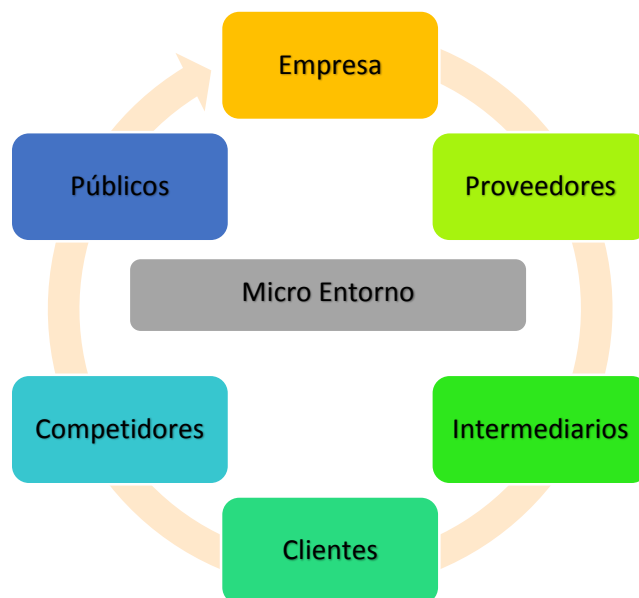 Empresa
Proveedores
Intermediarios
Clientes
Competidores
Públicos
Micro Entorno